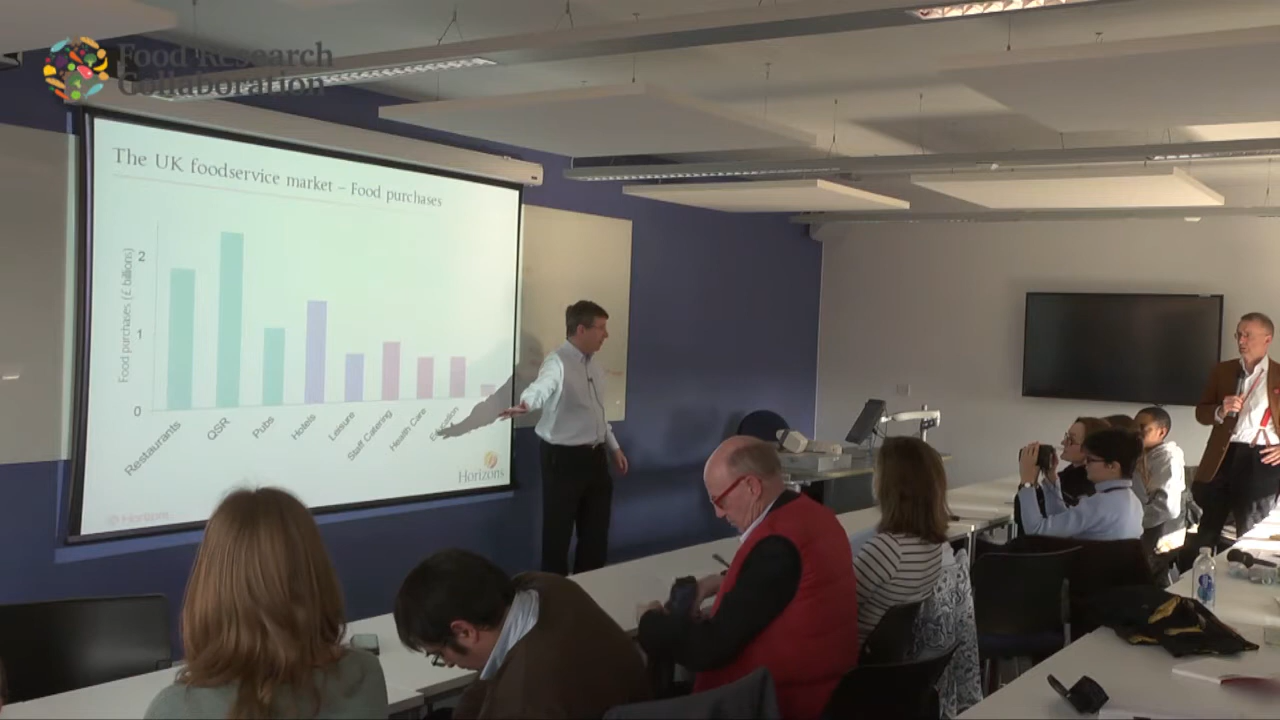 Food Research
Collaboration
The UK foodservice market – Food purchases
Food purchases (£ billions)
2
1
0
Restaurants
QSR
Pubs
Hotels
Leisure
Staff Catering
Health Care
Education
Horizons
© Horizons